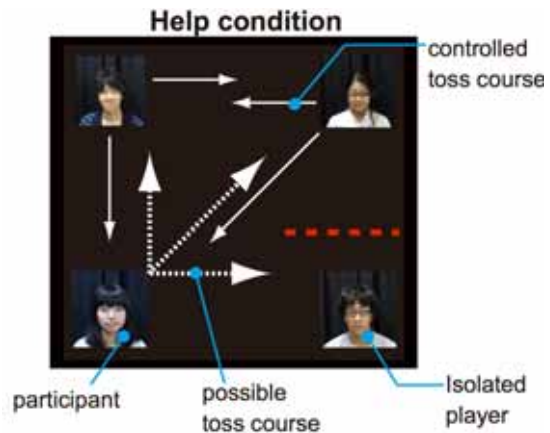 Help condition
controlled
toss course
participant
possible
toss course
Isolated
player